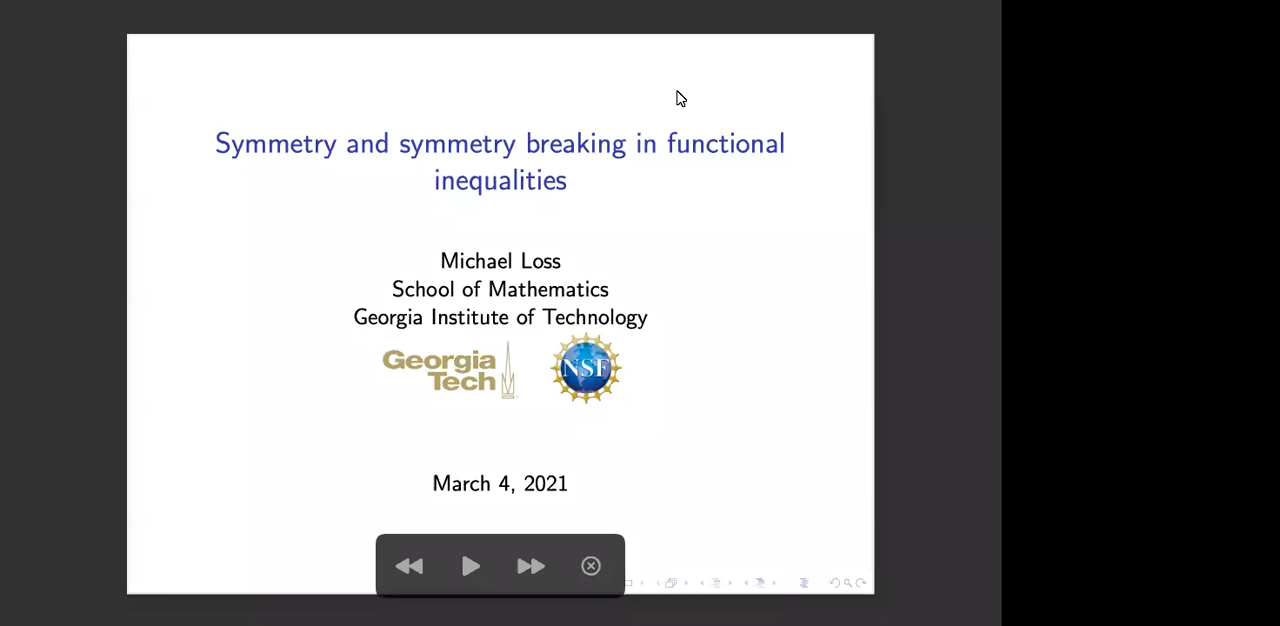 Symmetry and symmetry breaking in functional
inequalities
Michael Loss
School of Mathematics
Georgia Institute of Technology
Georgia
Tech
NSF
March 4, 2021